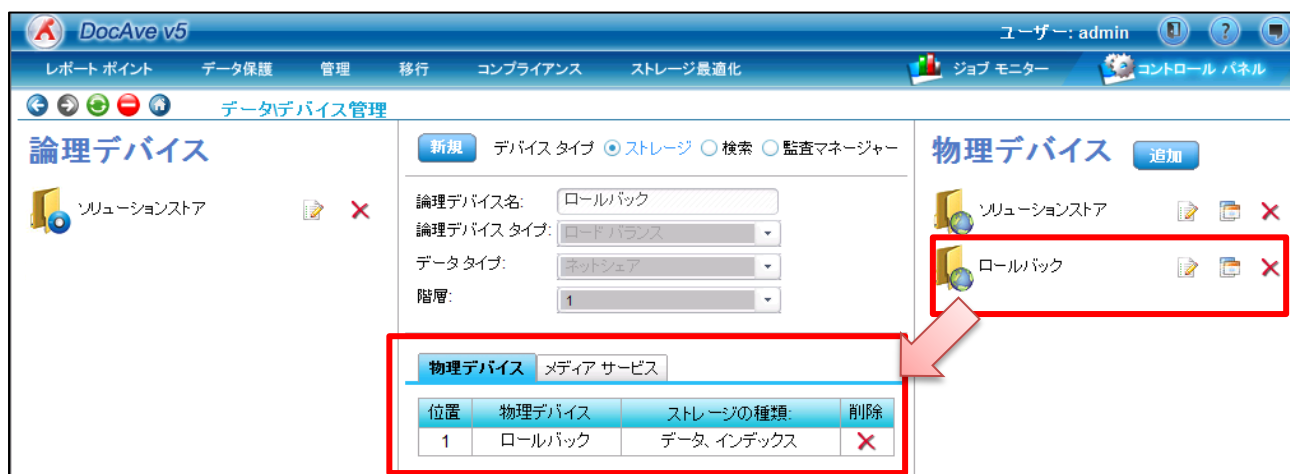 DocAve v5
ユーザー: admin
レポート ポイント データ保護 管理 移行 コンプライアンス ストレージ最適化 ジョブ モニター コントロール パネル
データ\デバイス管理
論理デバイス
ソリューションストア
新規 デバイス タイプ ストレージ 検索 監査マネージャー
論理デバイス名: ロールバック
論理デバイス タイプ: ロード バランス
データ タイプ: ネットシェア
階層: 1
物理デバイス メディア サービス
位置 物理デバイス ストレージの種類: 削除
1 ロールバック データ、インデックス
物理デバイス 追加
ソリューションストア
ロールバック